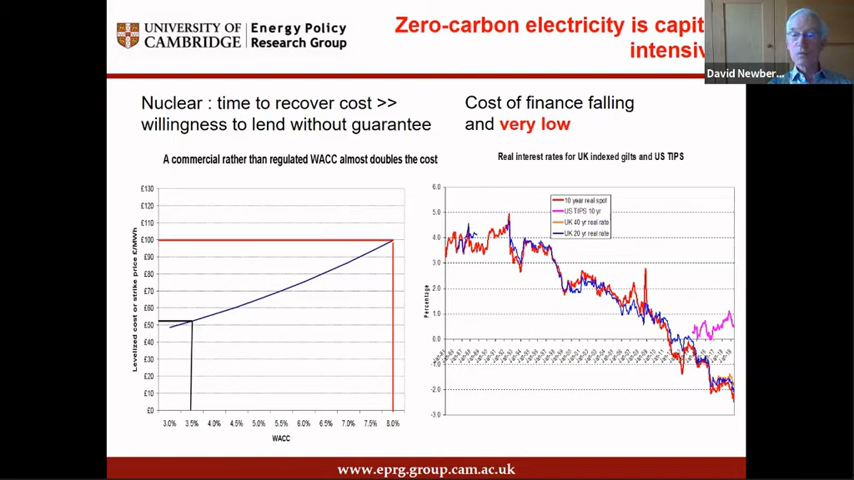 UNIVERSITY OF
CAMBRIDGE
Energy Policy
Research Group
Zero-carbon electricity is capit
intensiv
David Newber...
Nuclear : time to recover cost >>
willingness to lend without guarantee
Cost of finance falling
and very low
A commercial rather than regulated WACC almost doubles the cost
Levelized cost or strike price £/MWh
£130
£120
£110
£100
£90
£80
£70
£60
£50
£40
£30
£20
£10
£0
3.0% 3.5% 4.0% 4.5% 5.0% 5.5% 6.0% 6.5% 7.0% 7.5% 8.0%
WACC
Real interest rates for UK indexed gilts and US TIPS
Percentage
6.0
5.0
4.0
3.0
2.0
1.0
0.0
-1.0
-2.0
-3.0
10 year real spot
US TIPS 10 yr
UK 40 yr real rate
UK 20 yr real rate
www.eprg.group.cam.ac.uk